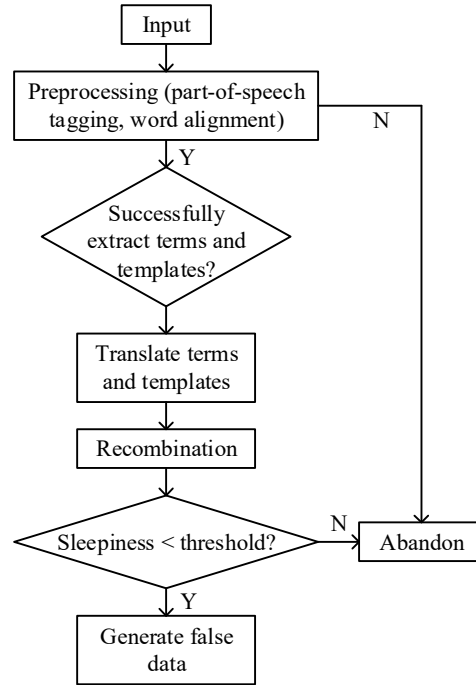 Input
Preprocessing (part-of-speech
tagging, word alignment)
N
Y
Successfully
extract terms and
templates?
Translate terms
and templates
Recombination
Sleepiness < threshold?
N
Abandon
Y
Generate false
data